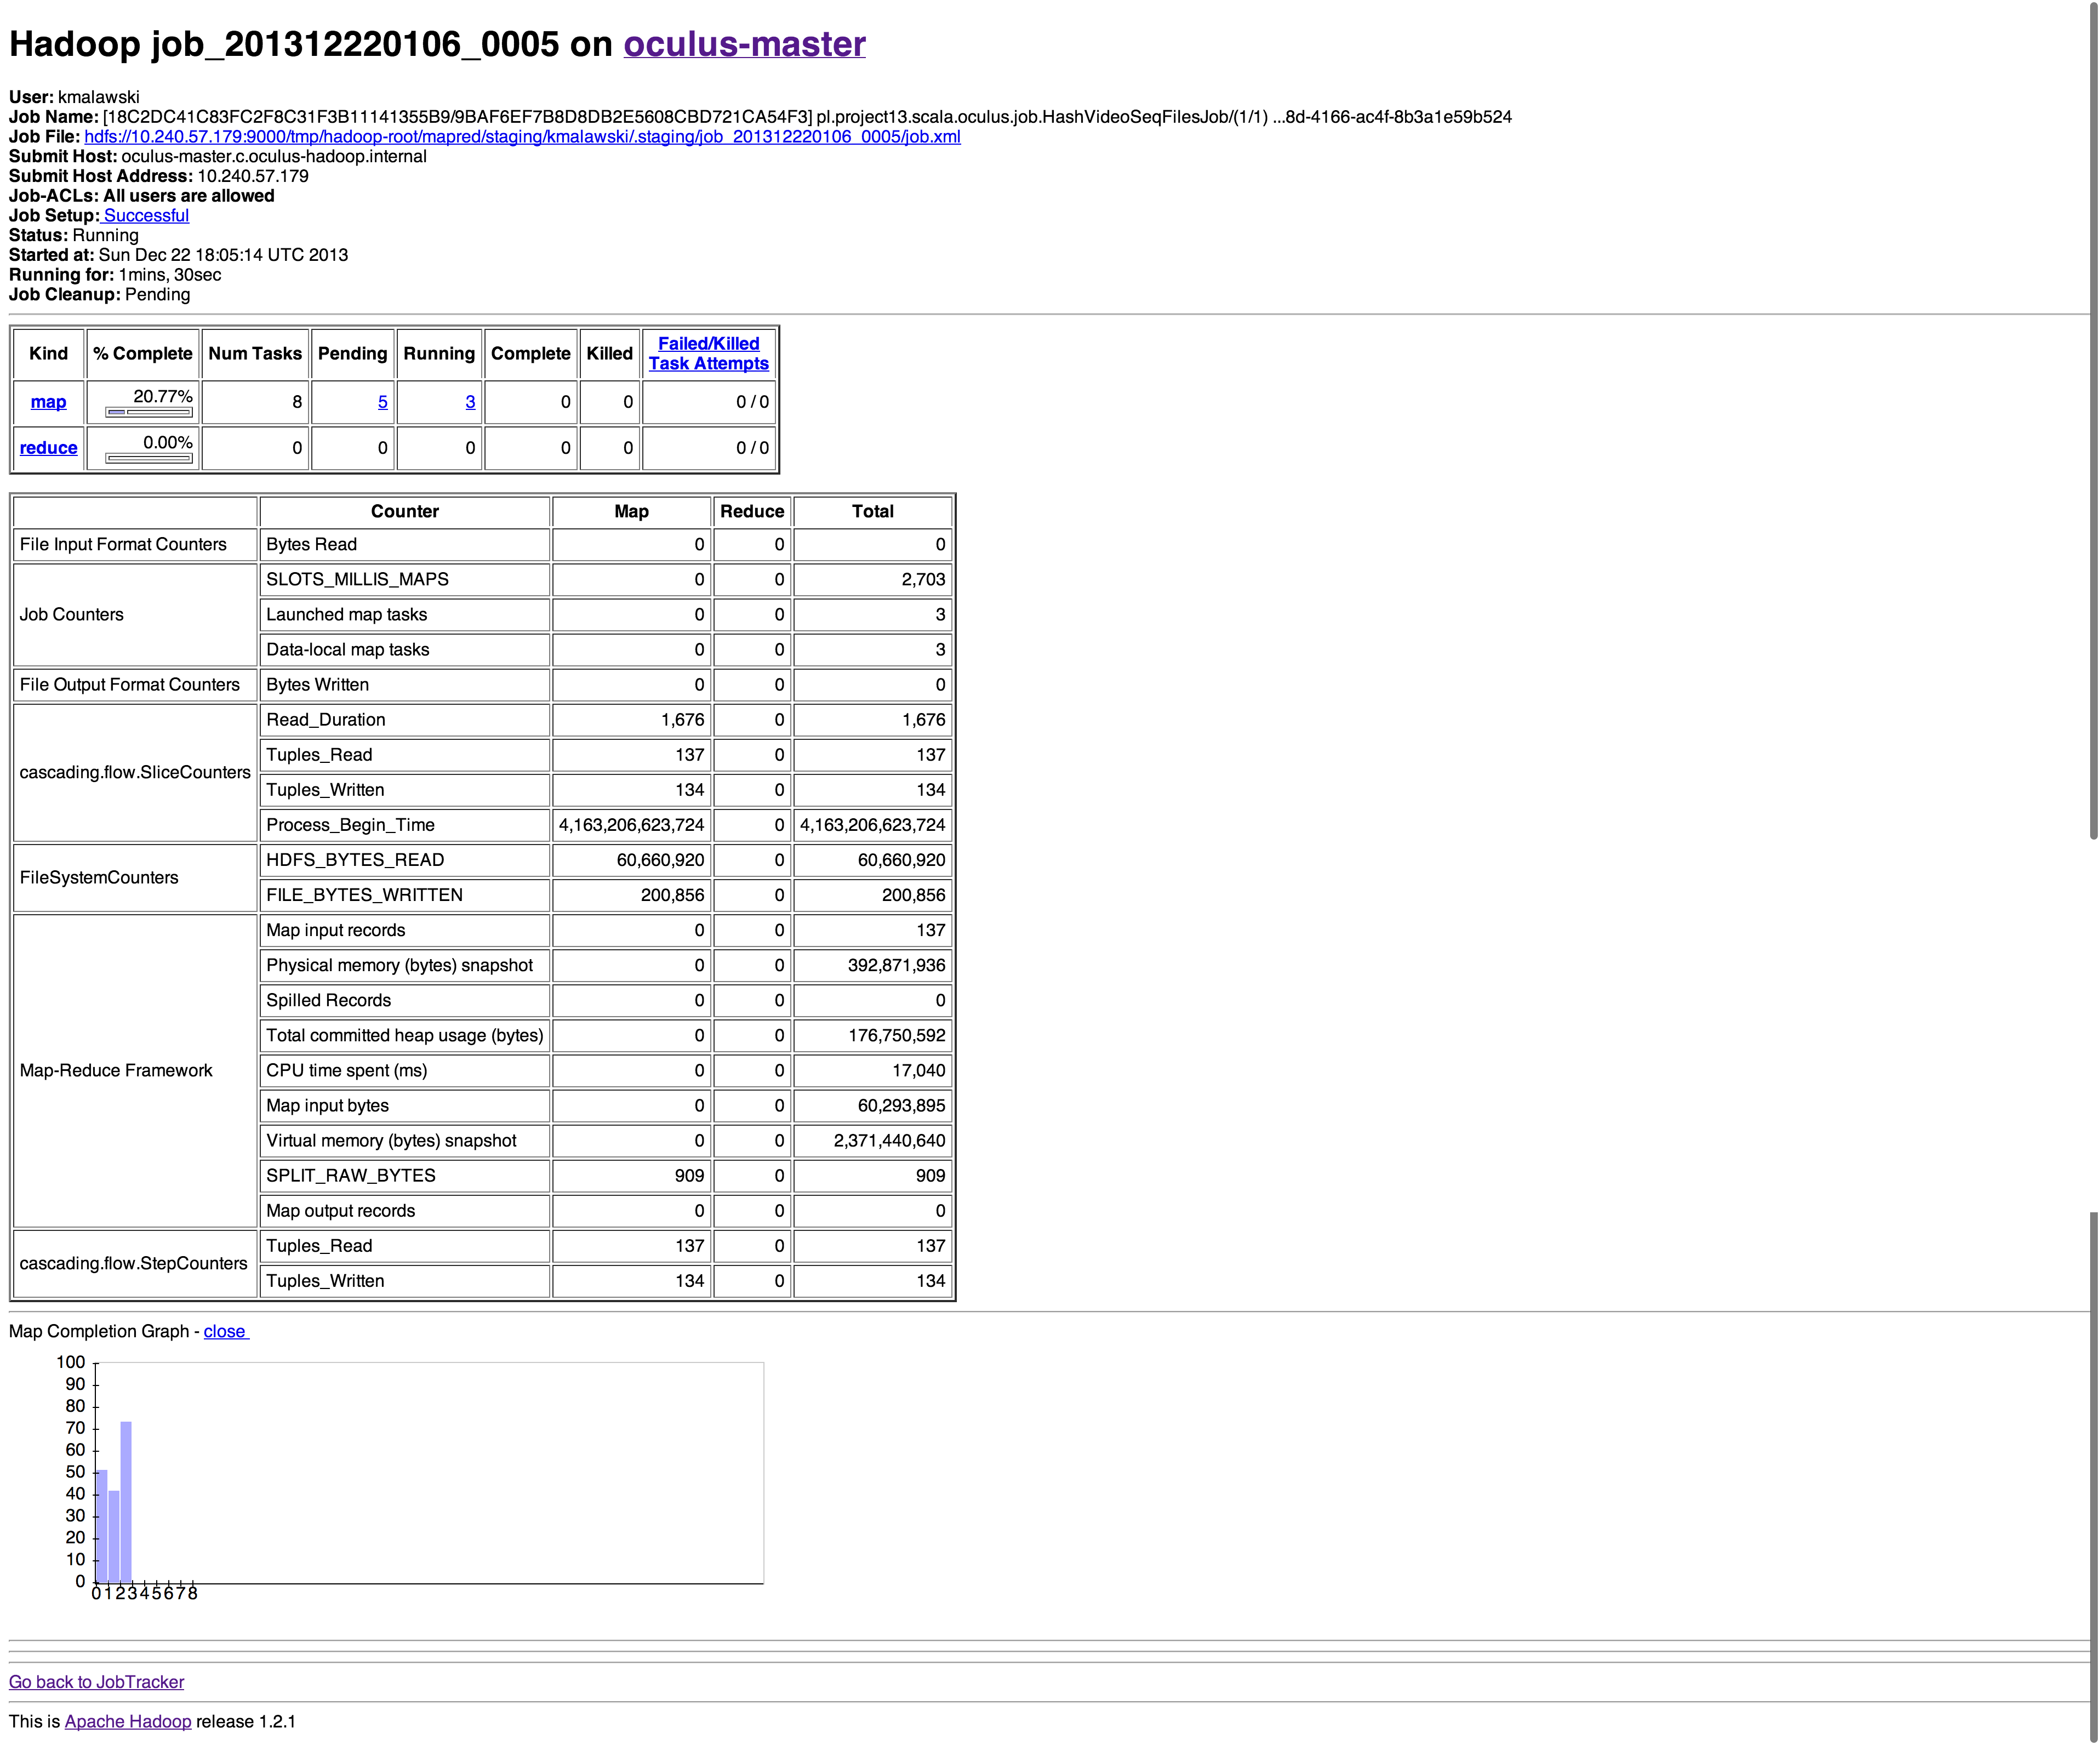 Hadoop job_201312220106_0005 on oculus-master
User: kmalawski
Job Name: [18C2DC41C83FC2F8C31F3B11141355B9/9BAF6EF7B8D8DB2E5608CBD721CA54F3] pl.project13.scala.oculus.job.HashVideoSeqFilesJob/(1/1) ...8d-4166-ac4f-8b3a1e59b524
Job File: hdfs://10.240.57.179:9000/tmp/hadoop-root/mapred/staging/kmalawski/.staging/job_201312220106_0005/job.xml
Submit Host: oculus-master.c.oculus-hadoop.internal
Submit Host Address: 10.240.57.179
Job-ACLs: All users are allowed
Job Setup: Successful
Status: Running
Started at: Sun Dec 22 18:05:14 UTC 2013
Running for: 1mins, 30sec
Job Cleanup: Pending
Kind % Complete Num Tasks Pending Running Complete Killed Failed/Killed Task Attempts
map 20.77% 8 5 3 0 0 0 / 0
reduce 0.00% 0 0 0 0 0 0 / 0
Counter Map Reduce Total
File Input Format Counters Bytes Read 0 0 0
Job Counters SLOTS_MILLIS_MAPS 0 0 2,703
Launched map tasks 0 0 3
Data-local map tasks 0 0 3
File Output Format Counters Bytes Written 0 0 0
cascading.flow.SliceCounters Read_Duration 1,676 0 1,676
Tuples_Read 137 0 137
Tuples_Written 134 0 134
Process_Begin_Time 4,163,206,623,724 0 4,163,206,623,724
FileSystemCounters HDFS_BYTES_READ 60,660,920 0 60,660,920
FILE_BYTES_WRITTEN 200,856 0 200,856
Map-Reduce Framework Map input records 0 0 137
Physical memory (bytes) snapshot 0 0 392,871,936
Spilled Records 0 0 0
Total committed heap usage (bytes) 0 0 176,750,592
CPU time spent (ms) 0 0 17,040
Map input bytes 0 0 60,293,895
Virtual memory (bytes) snapshot 0 0 2,371,440,640
SPLIT_RAW_BYTES 909 0 909
Map output records 0 0 0
cascading.flow.StepCounters Tuples_Read 137 0 137
Tuples_Written 134 0 134
Map Completion Graph - close
100
90
80
70
60
50
40
30
20
10
0
0 1 2 3 4 5 6 7 8
Go back to JobTracker
This is Apache Hadoop release 1.2.1